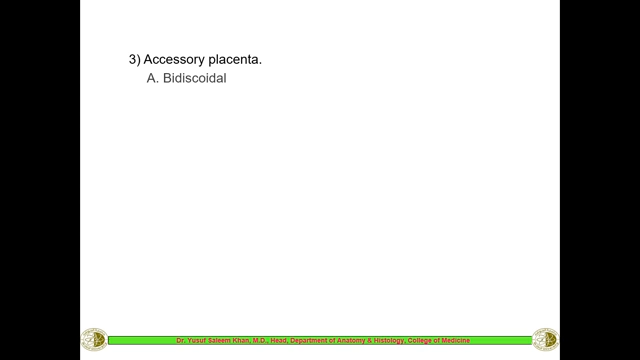 3) Accessory placenta.
A. Bidiscoidal
Dr. Yusuf Saleem Khan, M.D., Head, Department of Anatomy & Histology, College of Medicine